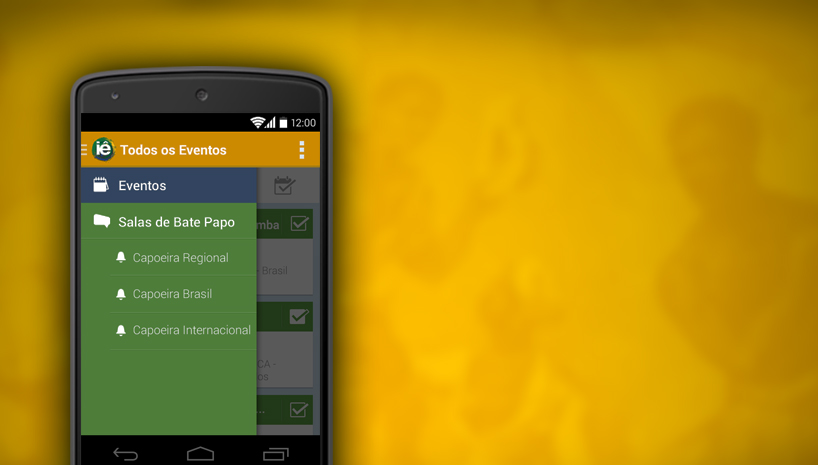 12:00
iê Todos os Eventos
Eventos
Salas de Bate Papo
mba
Capoeira Regional
- Brasil
Capoeira Brasil
Capoeira Internacional
CA -
os
...